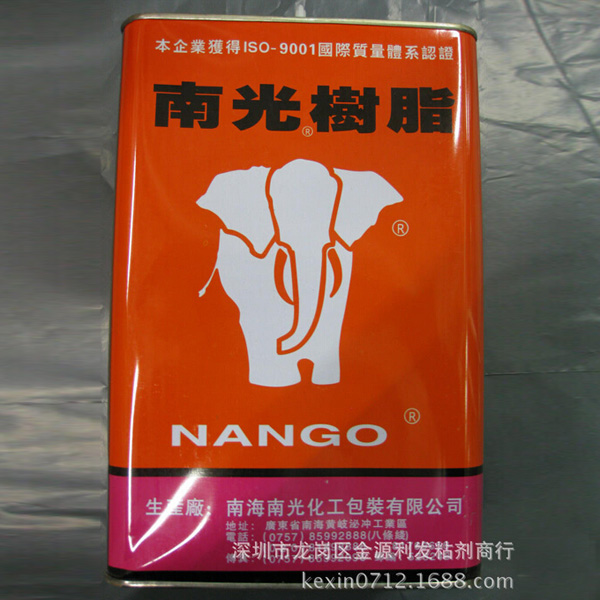 本企業獲得ISO-9001國際質量體系認證
南光樹脂
®
®
NANGO ®
生產廠：南海南光化工包裝有限公司
地址：廣東省南海黄岐泌冲工業區
電話：(0757) 85992888(八條綫)
深圳市龙岗区金源利发粘剂商行
kexin0712.1688.com